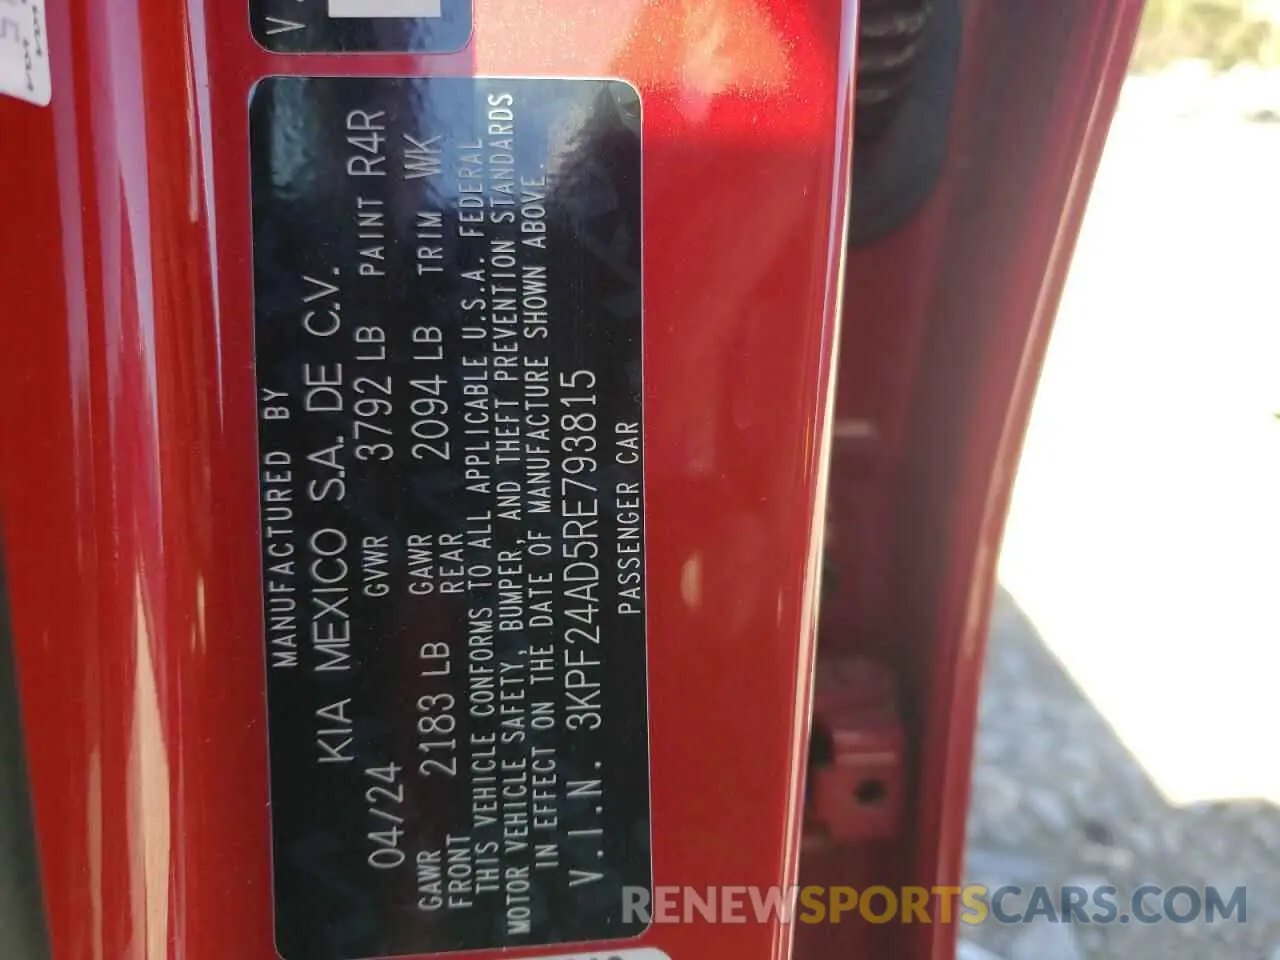 MANUFACTURED BY
KIA MEXICO S.A. DE C.V.
04/24 GVWR 3792 LB PAINT R4R
GAWR FRONT 2183 LB GAWR REAR 2094 LB TRIM WK
THIS VEHICLE CONFORMS TO ALL APPLICABLE U.S.A. FEDERAL
MOTOR VEHICLE SAFETY, BUMPER, AND THEFT PREVENTION STANDARDS
IN EFFECT ON THE DATE OF MANUFACTURE SHOWN ABOVE.
V.I.N. 3KPF24AD5RE793815
PASSENGER CAR
RENEWSPORTSCARS.COM